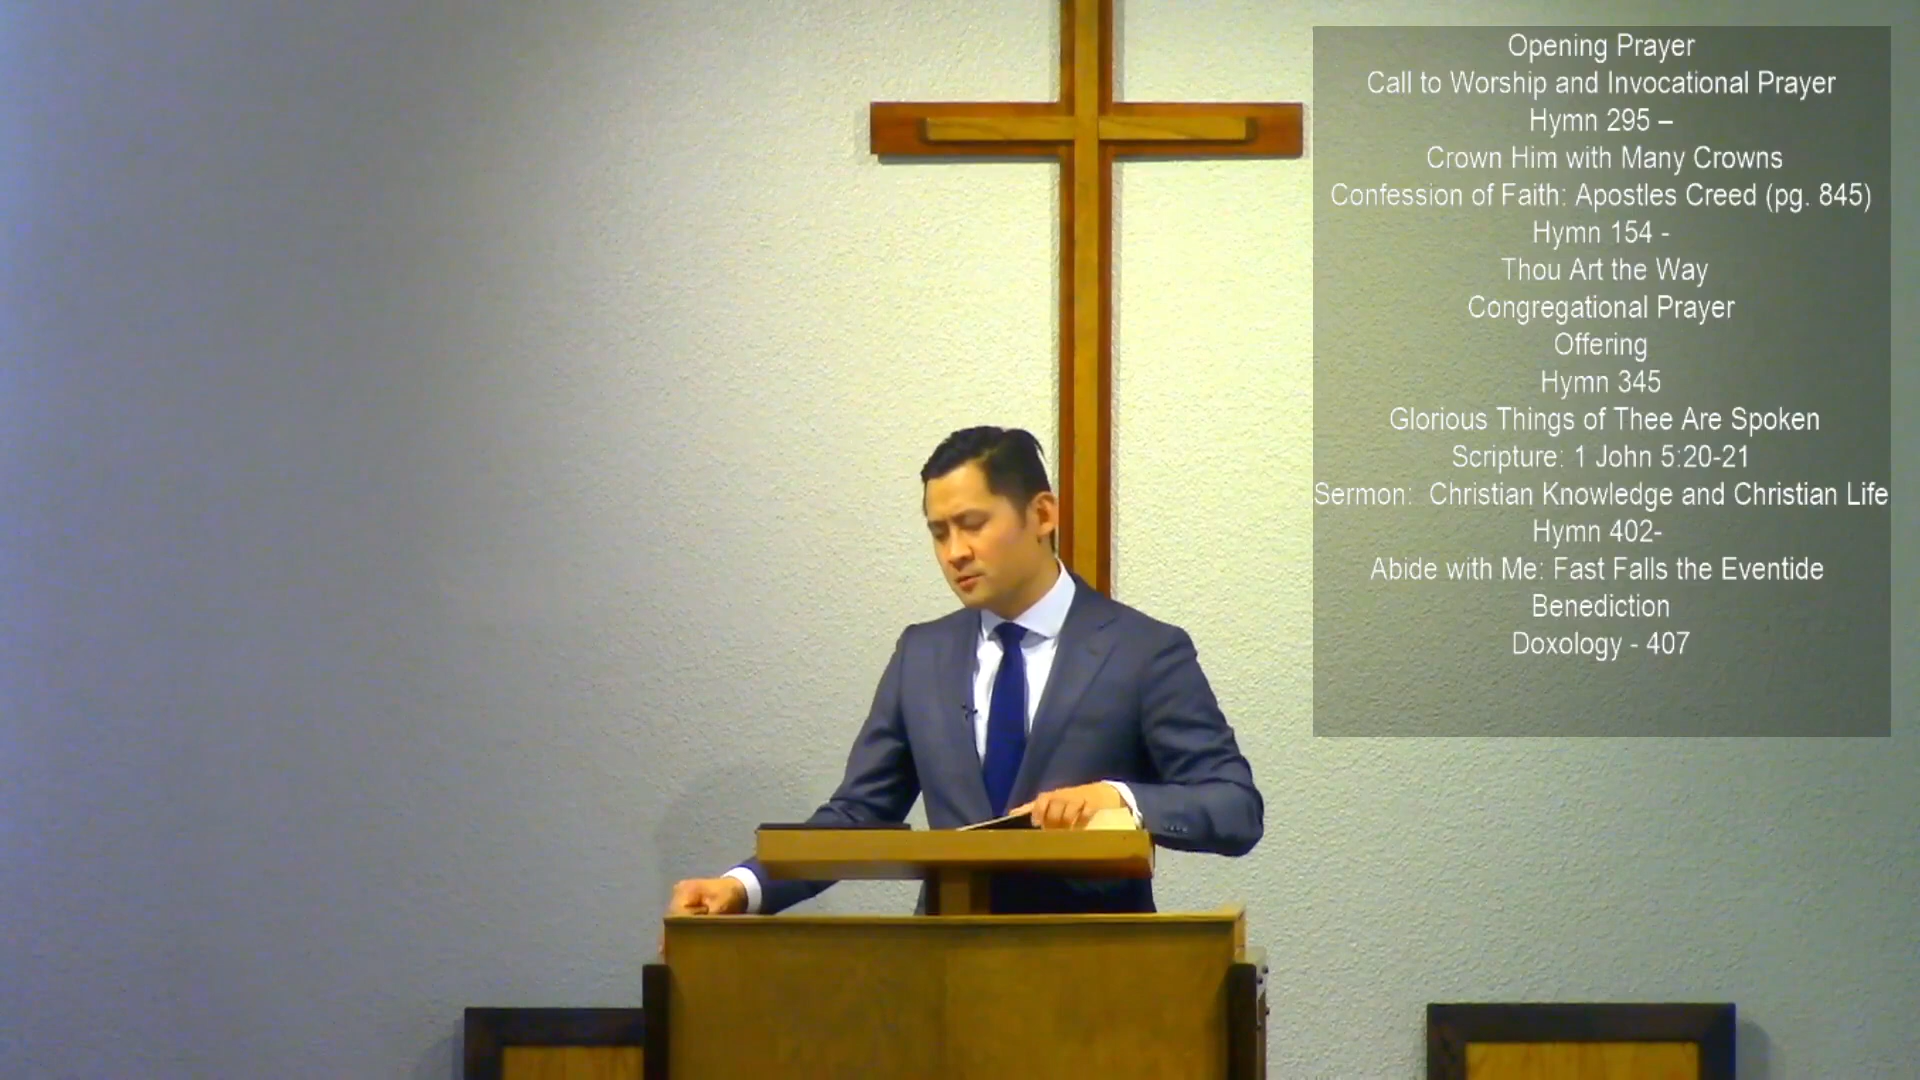 Opening Prayer
Call to Worship and Invocational Prayer
Hymn 295 –
Crown Him with Many Crowns
Confession of Faith: Apostles Creed (pg. 845)
Hymn 154 -
Thou Art the Way
Congregational Prayer
Offering
Hymn 345
Glorious Things of Thee Are Spoken
Scripture: 1 John 5:20-21
Sermon:  Christian Knowledge and Christian Life
Hymn 402-
Abide with Me: Fast Falls the Eventide
Benediction
Doxology - 407